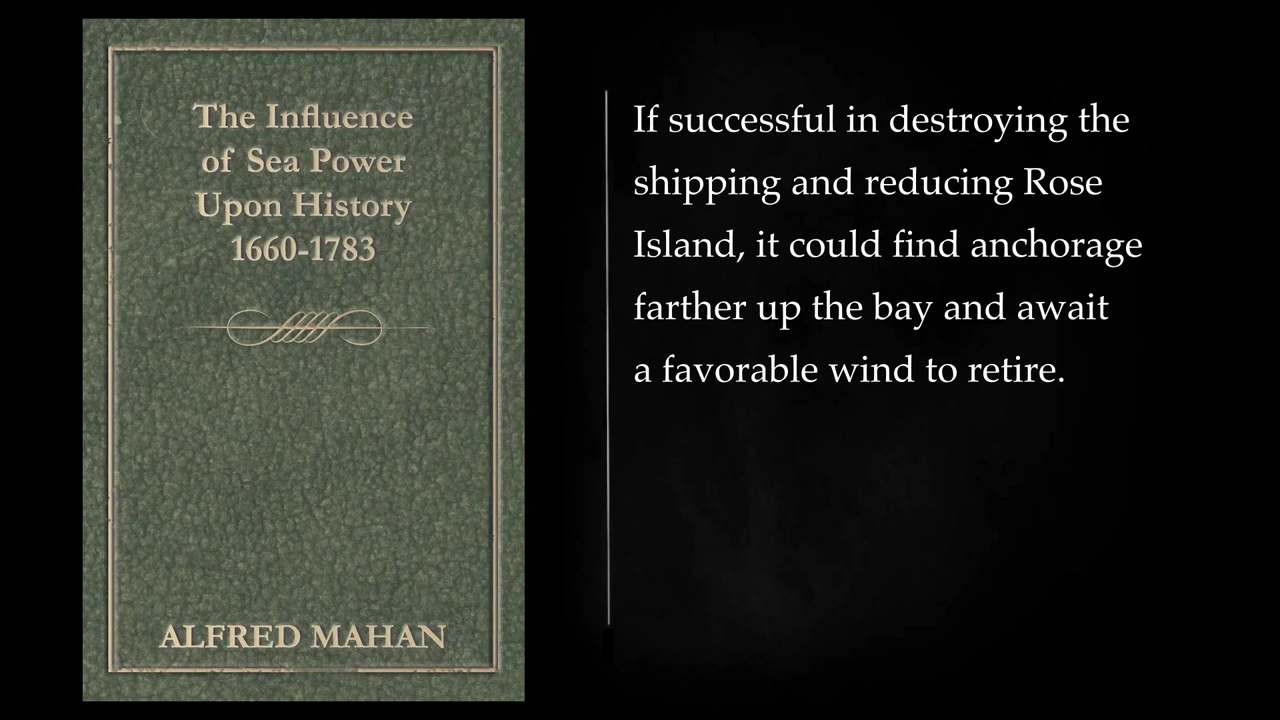 The Influence
of Sea Power
Upon History
1660-1783
ALFRED MAHAN
If successful in destroying the
shipping and reducing Rose
Island, it could find anchorage
farther up the bay and await
a favorable wind to retire.